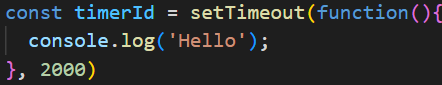 const timerId = setTimeout(function(){
  console.log('Hello');
}, 2000)